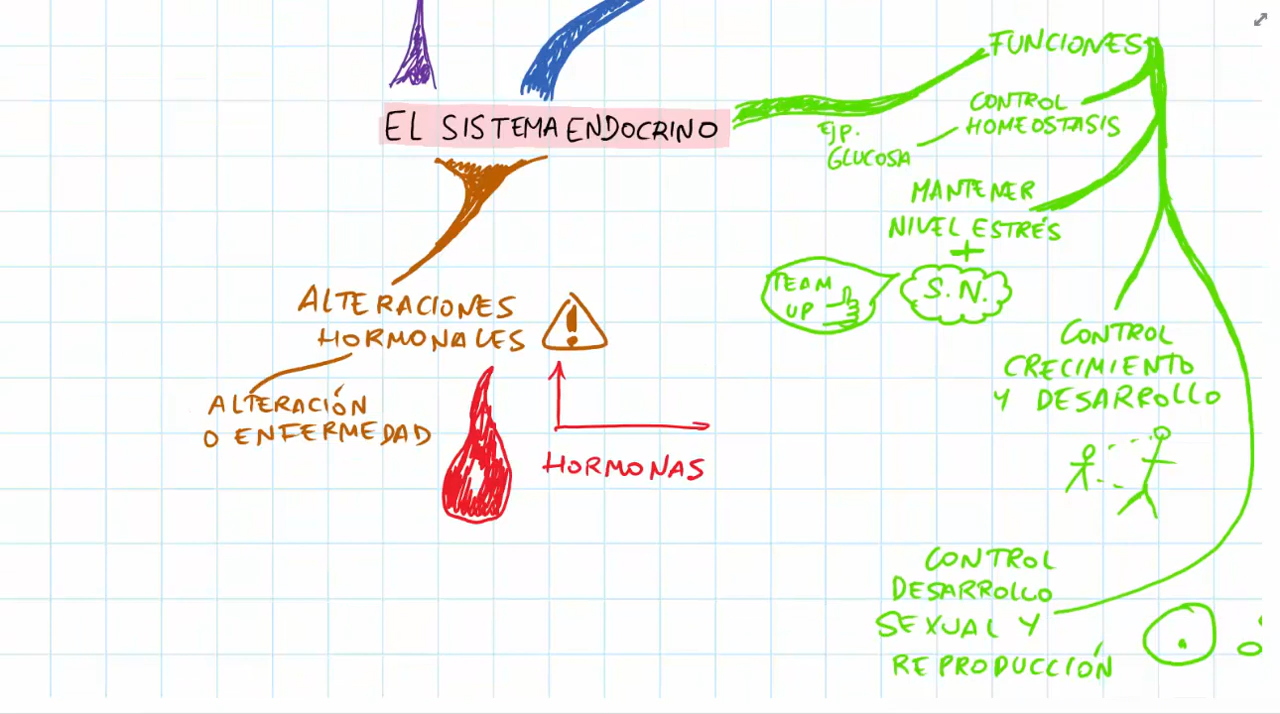 EL SISTEMA ENDOCRINO
FUNCIONES
CONTROL
HOMEOSTASIS
EJP.
GLUCOSA
MANTENER
NIVEL ESTRÉS
+
S.N.
TEAM
UP
CONTROL
CRECIMIENTO
Y DESARROLLO
CONTROL
DESARROLLO
SEXUAL Y
REPRODUCCIÓN
ALTERACIONES
HORMONALES
!
ALTERACIÓN
O ENFERMEDAD
HORMONAS